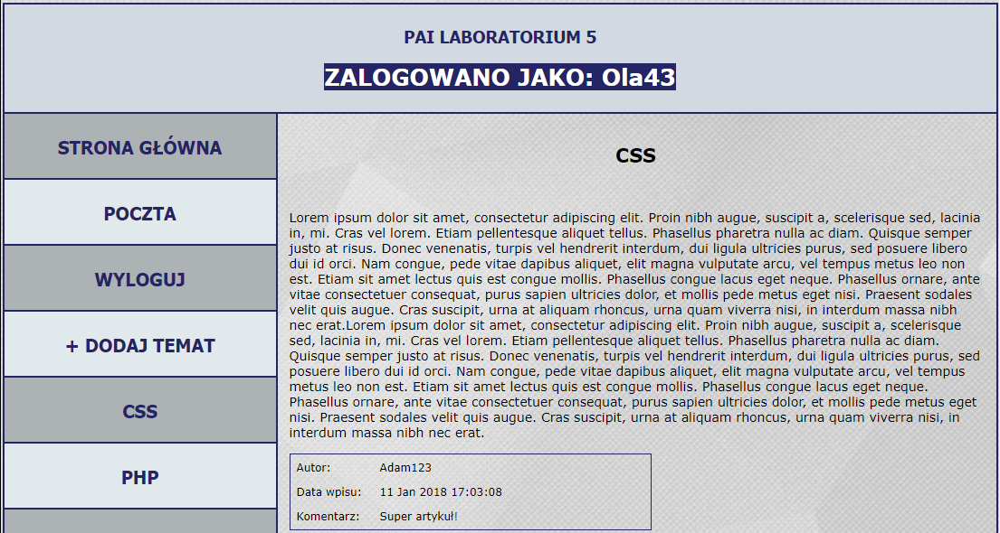 PAI LABORATORIUM 5
ZALOGOWANO JAKO: Ola43
STRONA GŁÓWNA
POCZTA
WYLOGUJ
+ DODAJ TEMAT
CSS
PHP
CSS
Lorem ipsum dolor sit amet, consectetur adipiscing elit. Proin nibh augue, suscipit a, scelerisque sed, lacinia
in, mi. Cras vel lorem. Etiam pellentesque aliquet tellus. Phasellus pharetra nulla ac diam. Quisque semper
justo at risus. Donec venenatis, turpis vel hendrerit interdum, dui ligula ultricies purus, sed posuere libero
dui id orci. Nam congue, pede vitae dapibus aliquet, elit magna vulputate arcu, vel tempus metus leo non
est. Etiam sit amet lectus quis est congue mollis. Phasellus congue lacus eget neque. Phasellus ornare, ante
vitae consectetuer consequat, purus sapien ultricies dolor, et mollis pede metus eget nisi. Praesent sodales
velit quis augue. Cras suscipit, urna at aliquam rhoncus, urna quam viverra nisi, in interdum massa nibh
nec erat.Lorem ipsum dolor sit amet, consectetur adipiscing elit. Proin nibh augue, suscipit a, scelerisque
sed, lacinia in, mi. Cras vel lorem. Etiam pellentesque aliquet tellus. Phasellus pharetra nulla ac diam.
Quisque semper justo at risus. Donec venenatis, turpis vel hendrerit interdum, dui ligula ultricies purus, sed
posuere libero dui id orci. Nam congue, pede vitae dapibus aliquet, elit magna vulputate arcu, vel tempus
metus leo non est. Etiam sit amet lectus quis est congue mollis. Phasellus congue lacus eget neque.
Phasellus ornare, ante vitae consectetuer consequat, purus sapien ultricies dolor, et mollis pede metus eget
nisi. Praesent sodales velit quis augue. Cras suscipit, urna at aliquam rhoncus, urna quam viverra nisi, in
interdum massa nibh nec erat.
Autor: Adam123
Data wpisu: 11 Jan 2018 17:03:08
Komentarz: Super artykuł!